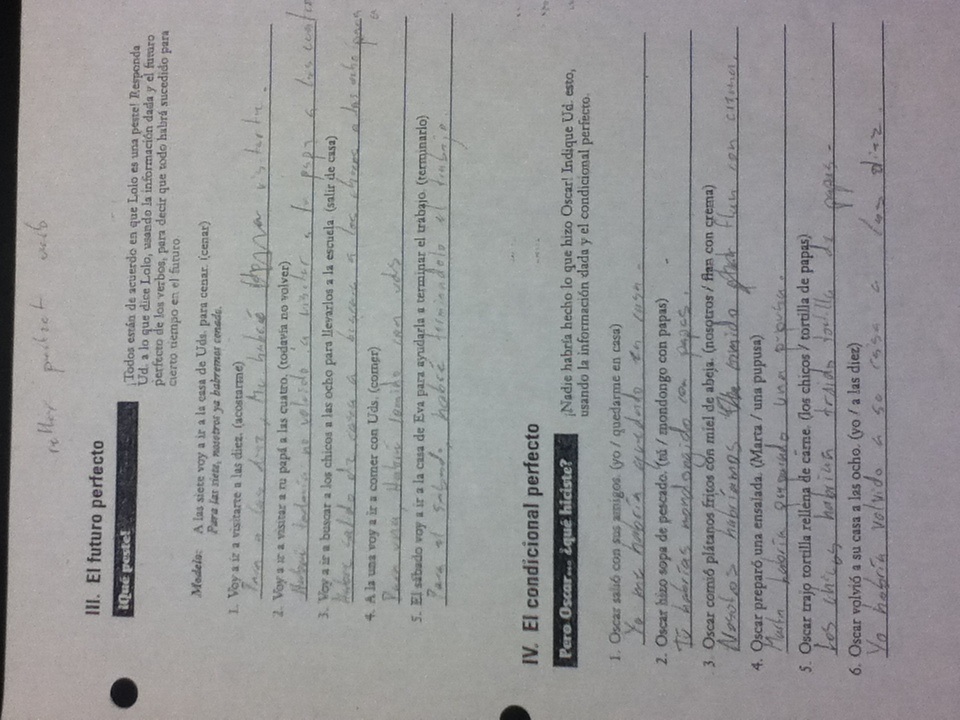 verb
III. El futuro perfecto
¡Qué peste!
¡Todos están de acuerdo en que Lolo es una peste! Responda
Ud. a lo que dice Lolo, usando la información dada y el futuro
perfecto de los verbos, para decir que todo habrá sucedido para
cierto tiempo en el futuro.
Modelo: A las siete voy a ir a la casa de Uds. para cenar. (cenar)
Para las siete, nosotros ya habremos cenado.
1. Voy a ir a visitarte a las diez. (acostarme)
Para a las diez, Me habré visitarte.
2. Voy a ir a visitar a tu papá a las cuatro. (todavía no volver)
Habré todavía no volvido a visitar a tu papa a las cuatro
3. Voy a ir a buscar a los chicos a las ocho para llevarlos a la escuela. (salir de casa)
Habré salido de casa a a los chicos a las ocho para
4. A la una voy a ir a comer con Uds. (comer)
Para una, Habré comido con uds
5. El sábado voy a ir a la casa de Eva para ayudarla a terminar el trabajo. (terminarlo)
Para el sábado, habré el trabajo.
IV. El condicional perfecto
Pero Oscar... ¿qué hiciste?
¡Nadie habría hecho lo que hizo Oscar! Indique Ud. esto,
usando la información dada y el condicional perfecto.
1. Oscar salió con sus amigos. (yo / quedarme en casa)
Yo me habría quedado en casa.
2. Oscar hizo sopa de pescado. (tú / mondongo con papas)
Tú habrías mondongido con papas.
3. Oscar comió plátanos fritos con miel de abeja. (nosotros / flan con crema)
Nosotros habríamos comido flan con crema.
4. Oscar preparó una ensalada. (Marta / una pupusa)
Marta habría preparado una pupusa.
5. Oscar trajo tortilla rellena de carne. (los chicos / tortilla de papas)
Los chicos habrían traido tortilla de papas.
6. Oscar volvió a su casa a las ocho. (yo / a las diez)
Yo habría volvido a su casa a las diez.